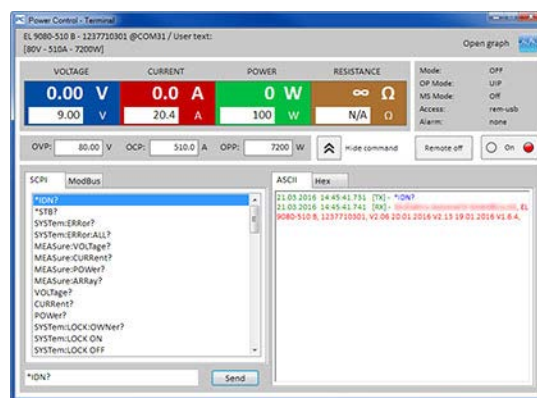 Power Control - Terminal
EL 9080-510 B - 1237710301 @COM31 / User text:
[80V - 510A - 7200W]
Open graph
VOLTAGE CURRENT POWER RESISTANCE
0.00 V 0.0 A 0 W ∞ Ω
9.00 V 20.4 A 100 W N/A Ω
Mode: OFF
OP Mode: UIP
MS Mode: Off
Access: rem-usb
Alarm: none
OVP: 80.00 V OCP: 510.0 A OPP: 7200 W Hide command Remote off On
SCPI ModBus
*IDN?
*STB?
SYSTem:ERRor?
SYSTem:ERRor:ALL?
MEASure:VOLTage?
MEASure:CURRent?
MEASure:POWer?
MEASure:ARRay?
VOLTage?
CURRent?
POWer?
SYSTem:LOCK:OWNer?
SYSTem:LOCK ON
SYSTem:LOCK OFF
*IDN? Send
ASCII Hex
21.03.2016 14:45:41.731 [TX] - *IDN?
21.03.2016 14:45:41.741 [RX] - , EL
9080-510 B, 1237710301, V2.06 20.01.2016 V2.13 19.01.2016 V1.6.4,